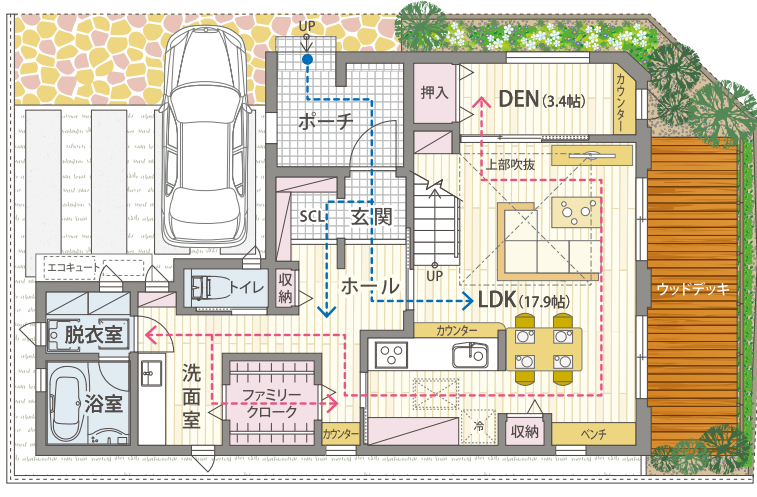 UP
ポーチ
押入
DEN(3.4帖)
カウンター
上部吹抜
SCL
玄関
UP
エコキュート
トイレ
収納
ホール
LDK(17.9帖)
ウッドデッキ
脱衣室
カウンター
洗面室
浴室
ファミリー
クローク
カウンター
冷
収納
ベンチ